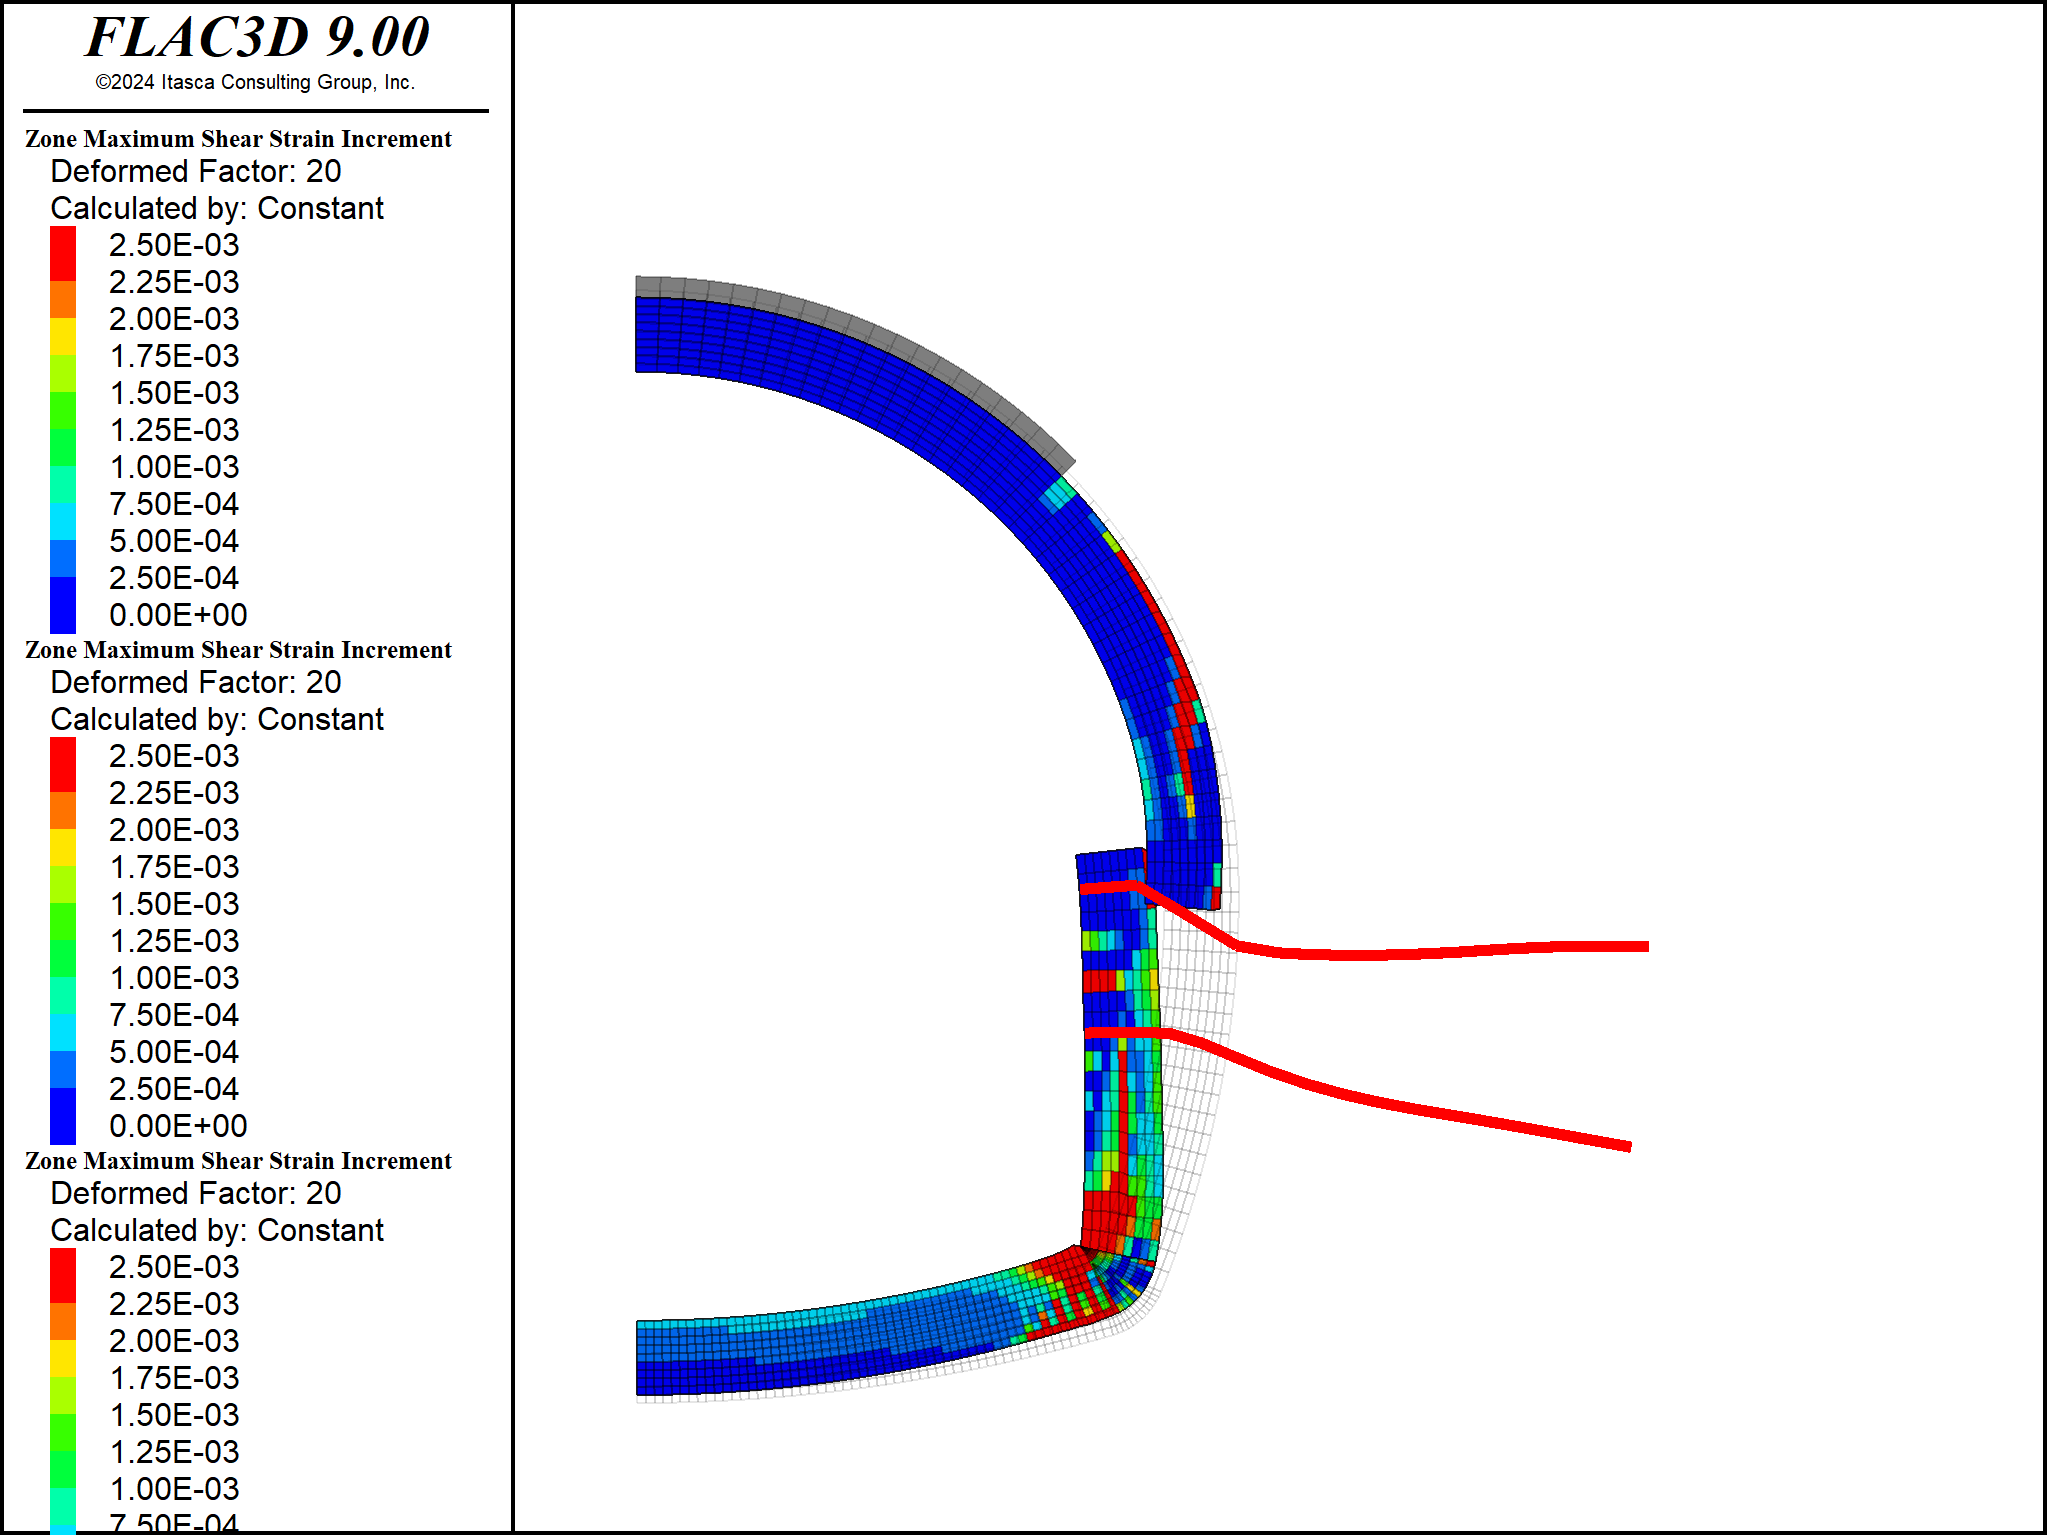 FLAC3D 9.00
©2024 Itasca Consulting Group, Inc.
Zone Maximum Shear Strain Increment
Deformed Factor: 20
Calculated by: Constant
2.50E-03
2.25E-03
2.00E-03
1.75E-03
1.50E-03
1.25E-03
1.00E-03
7.50E-04
5.00E-04
2.50E-04
0.00E+00
Zone Maximum Shear Strain Increment
Deformed Factor: 20
Calculated by: Constant
2.50E-03
2.25E-03
2.00E-03
1.75E-03
1.50E-03
1.25E-03
1.00E-03
7.50E-04
5.00E-04
2.50E-04
0.00E+00
Zone Maximum Shear Strain Increment
Deformed Factor: 20
Calculated by: Constant
2.50E-03
2.25E-03
2.00E-03
1.75E-03
1.50E-03
1.25E-03
1.00E-03
7.50E-04